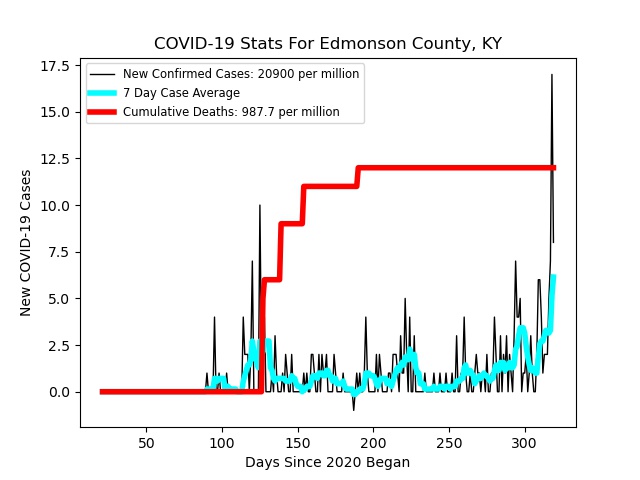 COVID-19 Stats For Edmonson County, KY
New Confirmed Cases: 20900 per million
7 Day Case Average
Cumulative Deaths: 987.7 per million
New COVID-19 Cases
17.5
15.0
12.5
10.0
7.5
5.0
2.5
0.0
50 100 150 200 250 300
Days Since 2020 Began